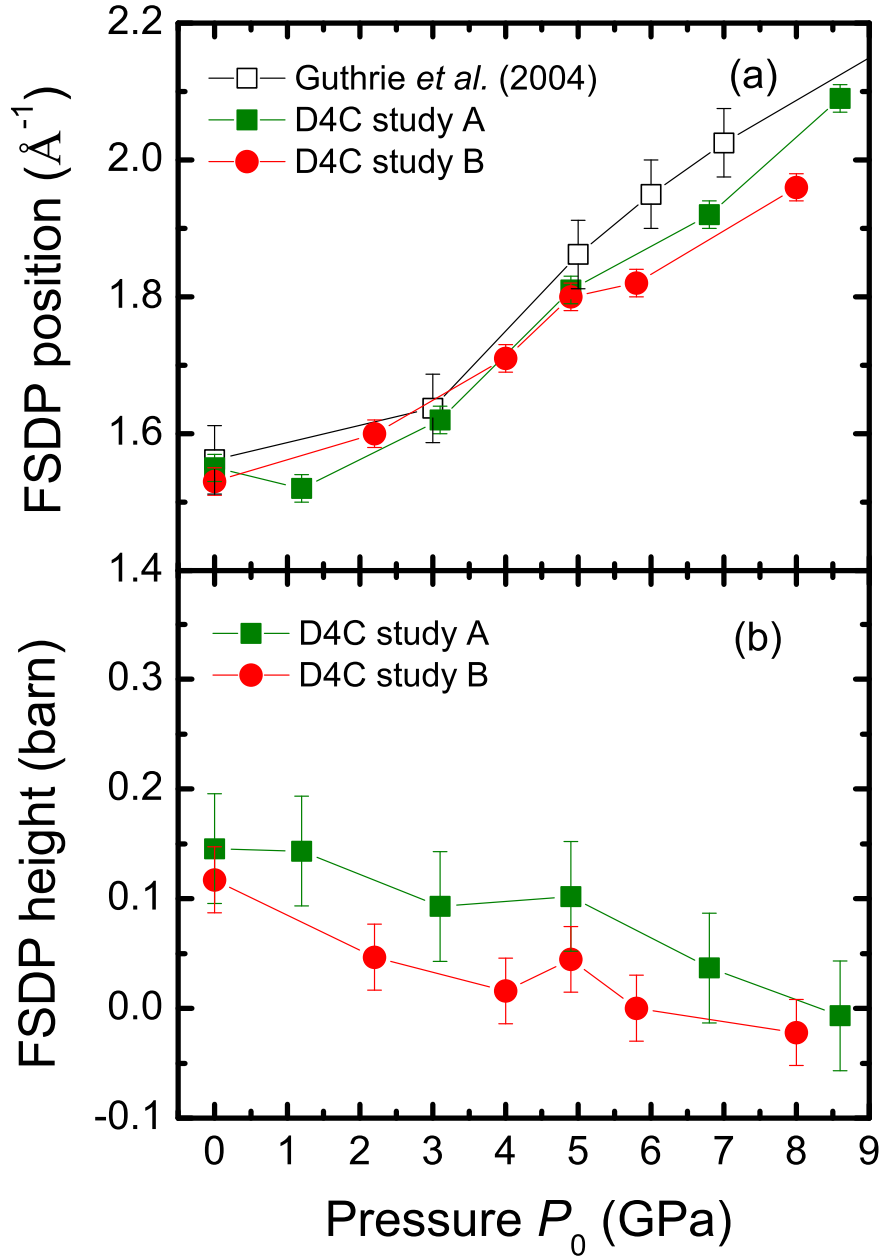 2.2
Guthrie et al. (2004)
(a)
D4C study A
2.0
D4C study B
1.8
1.6
1.4
FSDP position (Å⁻¹)
D4C study A
(b)
D4C study B
0.3
0.2
0.1
0.0
-0.1
FSDP height (barn)
0 1 2 3 4 5 6 7 8 9
Pressure P₀ (GPa)